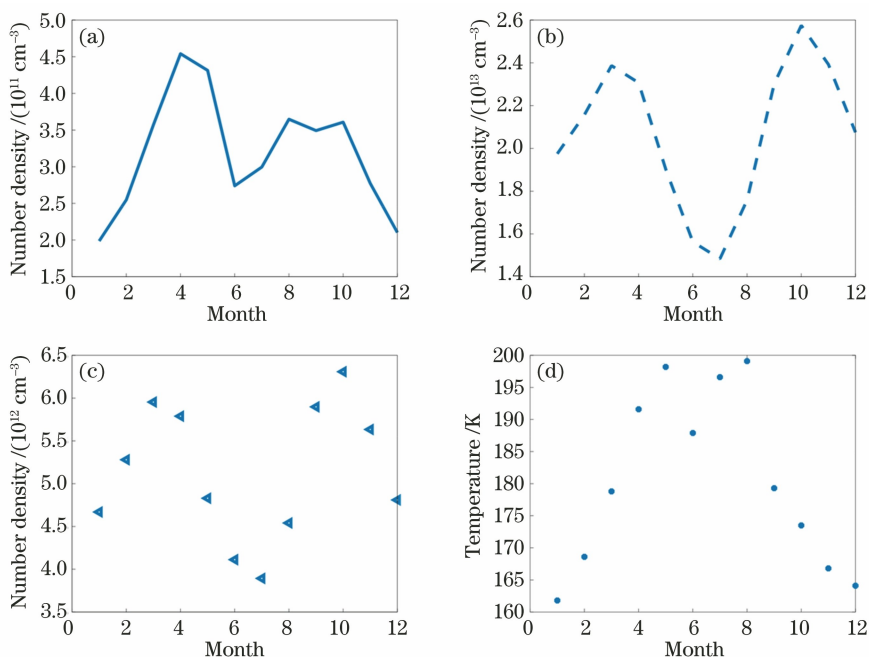 (a)
Number density /(10¹¹ cm⁻³)
5.0
4.5
4.0
3.5
3.0
2.5
2.0
1.5
0 2 4 6 8 10 12
Month
(b)
Number density /(10¹³ cm⁻³)
2.6
2.4
2.2
2.0
1.8
1.6
1.4
0 2 4 6 8 10 12
Month
(c)
Number density /(10¹² cm⁻³)
6.5
6.0
5.5
5.0
4.5
4.0
3.5
0 2 4 6 8 10 12
Month
(d)
Temperature /K
200
195
190
185
180
175
170
165
160
0 2 4 6 8 10 12
Month